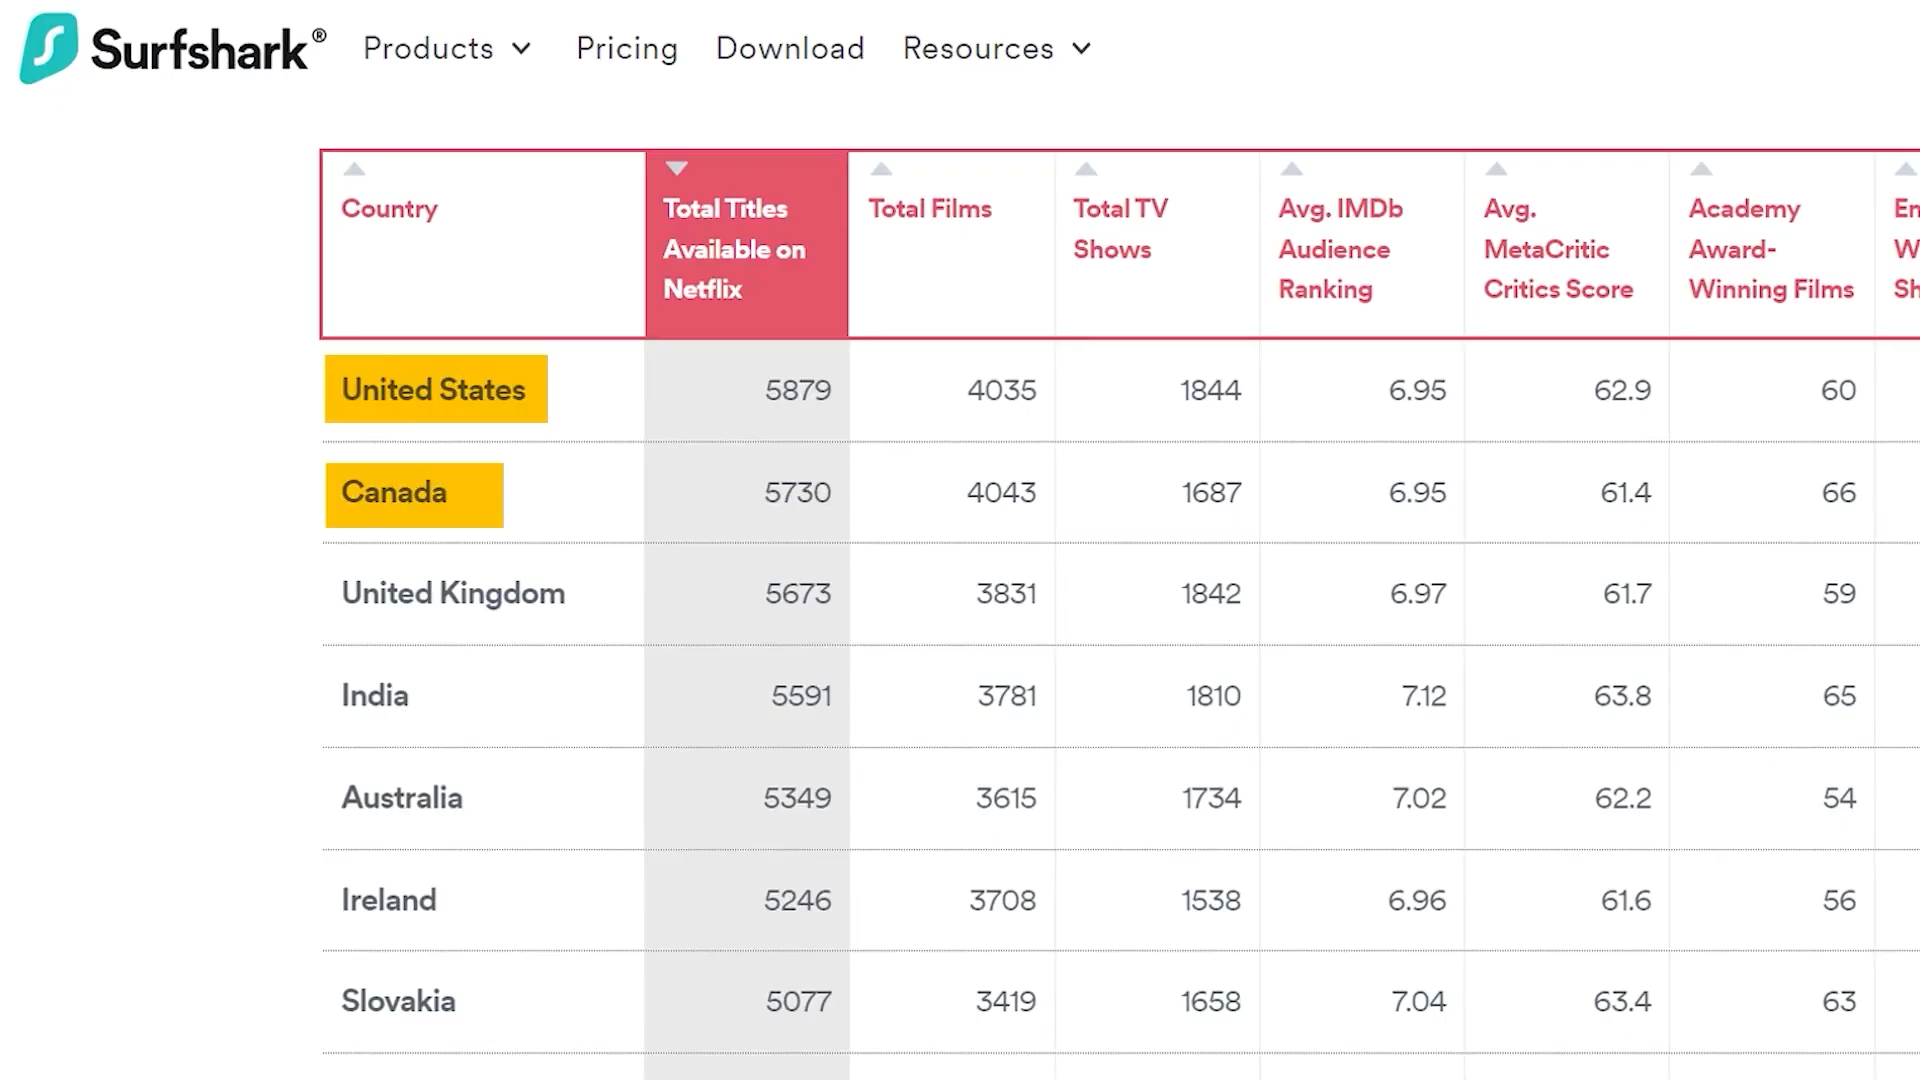 Surfshark® Products Pricing Download Resources
Country Total Titles Available on Netflix Total Films Total TV Shows Avg. IMDb Audience Ranking Avg. MetaCritic Critics Score Academy Award-Winning Films
United States 5879 4035 1844 6.95 62.9 60
Canada 5730 4043 1687 6.95 61.4 66
United Kingdom 5673 3831 1842 6.97 61.7 59
India 5591 3781 1810 7.12 63.8 65
Australia 5349 3615 1734 7.02 62.2 54
Ireland 5246 3708 1538 6.96 61.6 56
Slovakia 5077 3419 1658 7.04 63.4 63